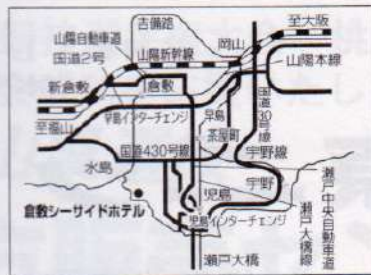 吉備路
至大阪
山陽自動車道
岡山
国道2号
山陽新幹線
山陽本線
新倉敷
倉敷
国道30号線
早島
至福山
早島インターチェンジ
茶屋町
国道430号線
宇野線
水島
宇野
児島
倉敷シーサイドホテル
児島インターチェンジ
瀬戸中央自動車道
瀬戸大橋線
瀬戸大橋